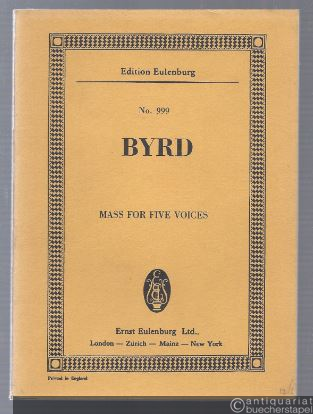 Edition Eulenburg
No. 999
BYRD
MASS FOR FIVE VOICES
Ernst Eulenburg Ltd.,
London — Zürich — Mainz — New York
Printed in England
antiquariat
buecherstapel